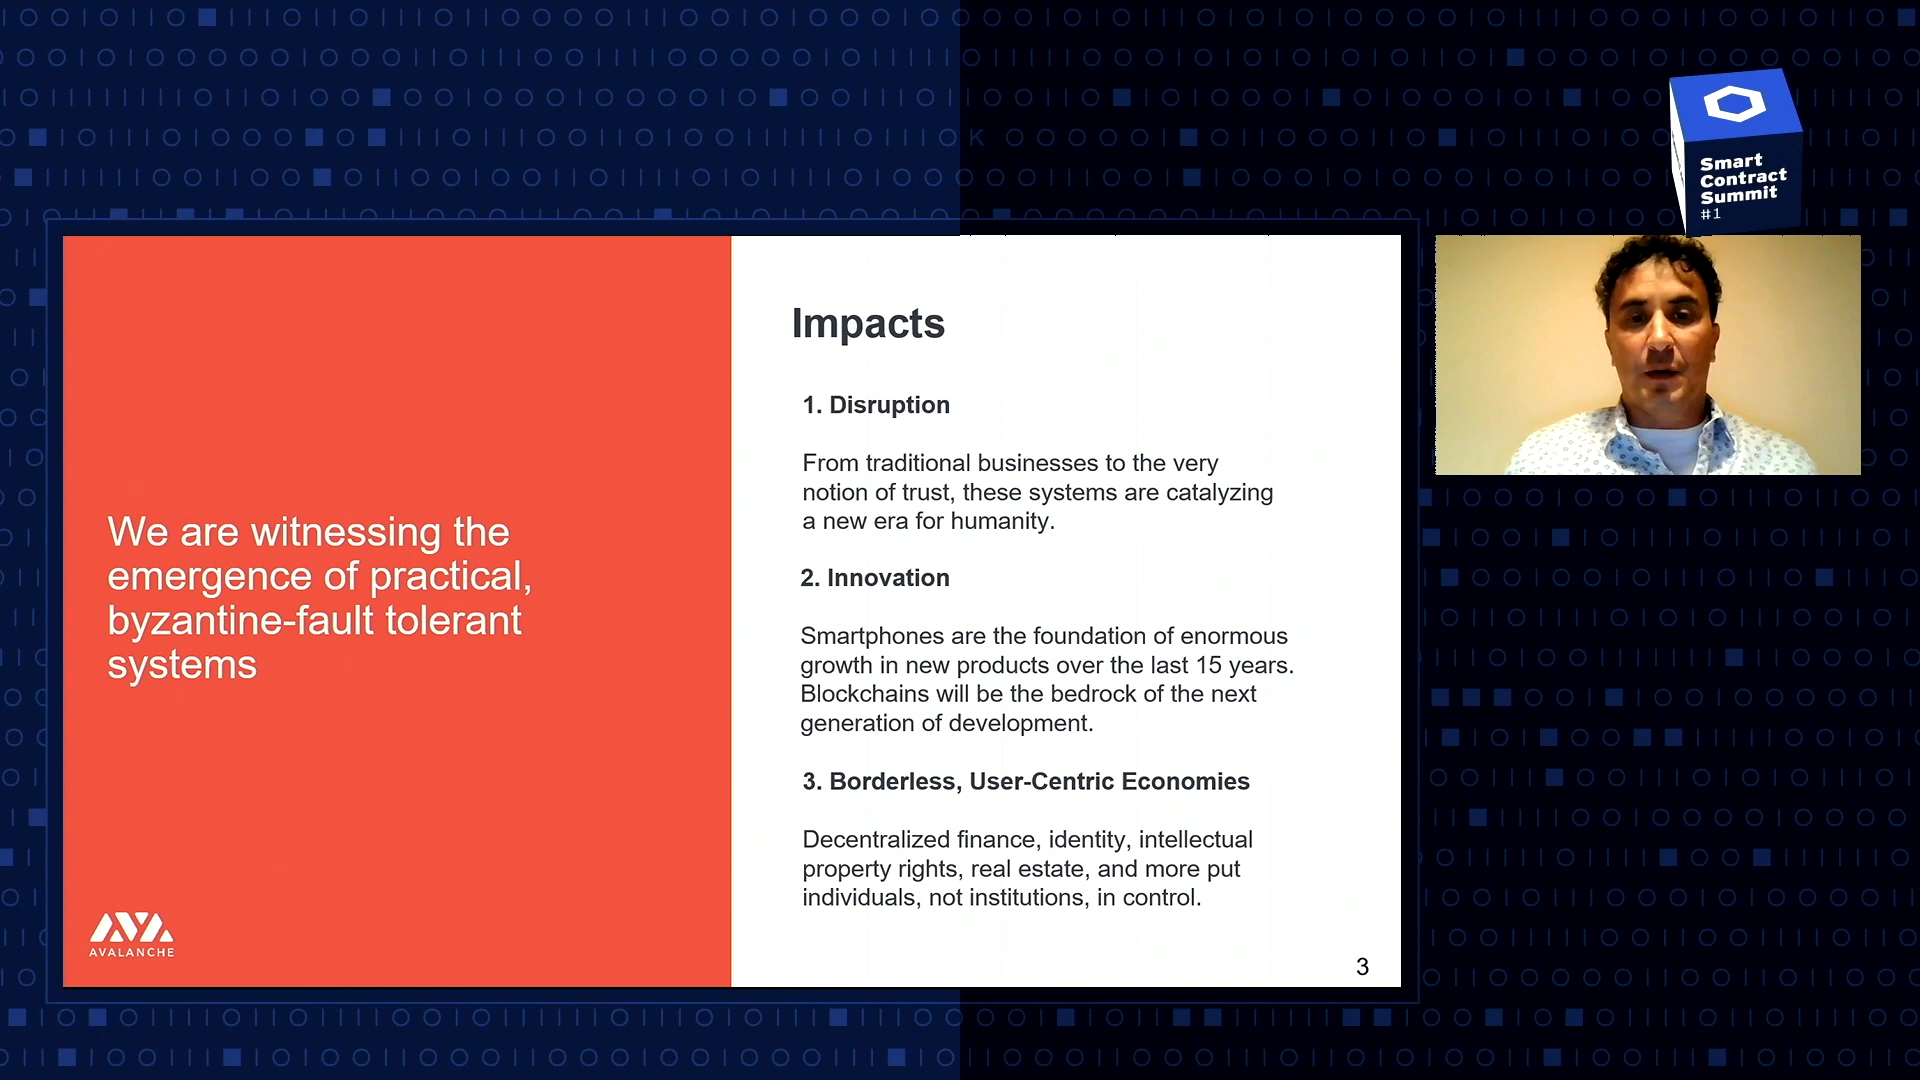 Smart
Contract
Summit
#1
We are witnessing the
emergence of practical,
byzantine-fault tolerant
systems
AVALANCHE
Impacts
1. Disruption
From traditional businesses to the very
notion of trust, these systems are catalyzing
a new era for humanity.
2. Innovation
Smartphones are the foundation of enormous
growth in new products over the last 15 years.
Blockchains will be the bedrock of the next
generation of development.
3. Borderless, User-Centric Economies
Decentralized finance, identity, intellectual
property rights, real estate, and more put
individuals, not institutions, in control.
3